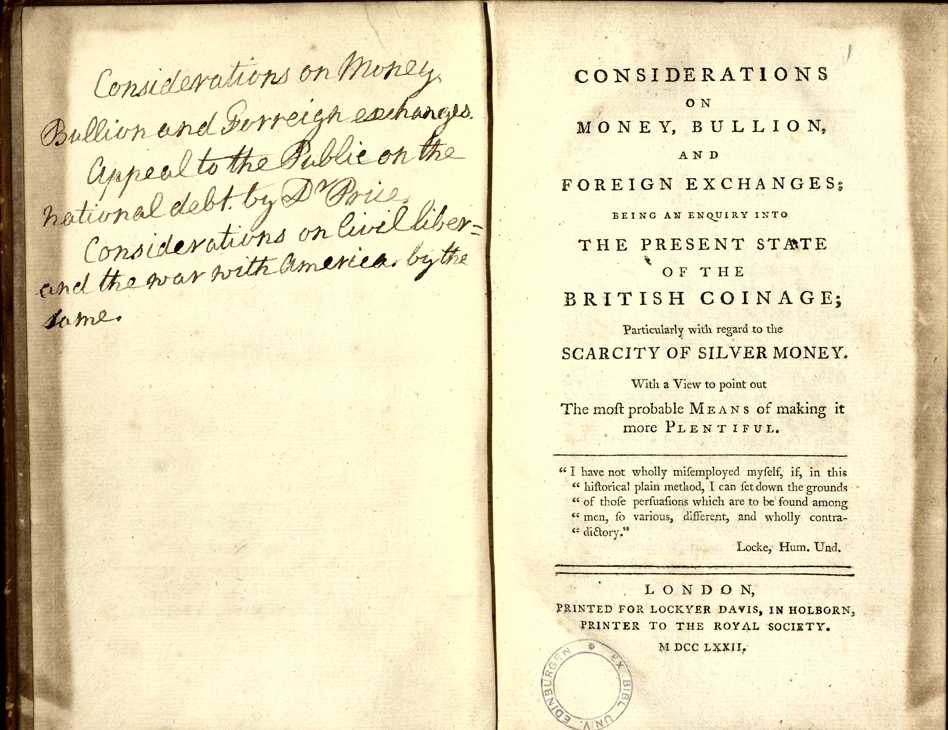 Considerations on Money,
Bullion and Forreign exchanges.
Appeal to the Public on the
national debt. by Dr Price.
Considerations on Civil liber=
and the war with America. by the
same.
CONSIDERATIONS
ON
MONEY, BULLION,
AND
FOREIGN EXCHANGES;
BEING AN ENQUIRY INTO
THE PRESENT STATE
OF THE
BRITISH COINAGE;
Particularly with regard to the
SCARCITY OF SILVER MONEY.
With a View to point out
The moſt probable MEANS of making it
more PLENTIFUL.
“ I have not wholly miſemployed myſelf, if, in this
“ hiſtorical plain method, I can ſet down the grounds
“ of thoſe perſuaſions which are to be found among
“ men, ſo various, different, and wholly contra-
“ dictory.”
Locke, Hum. Und.
LONDON,
PRINTED FOR LOCKYER DAVIS, IN HOLBORN,
PRINTER TO THE ROYAL SOCIETY.
M DCC LXXII.
EX BIBL UNIV EDINBURGEN